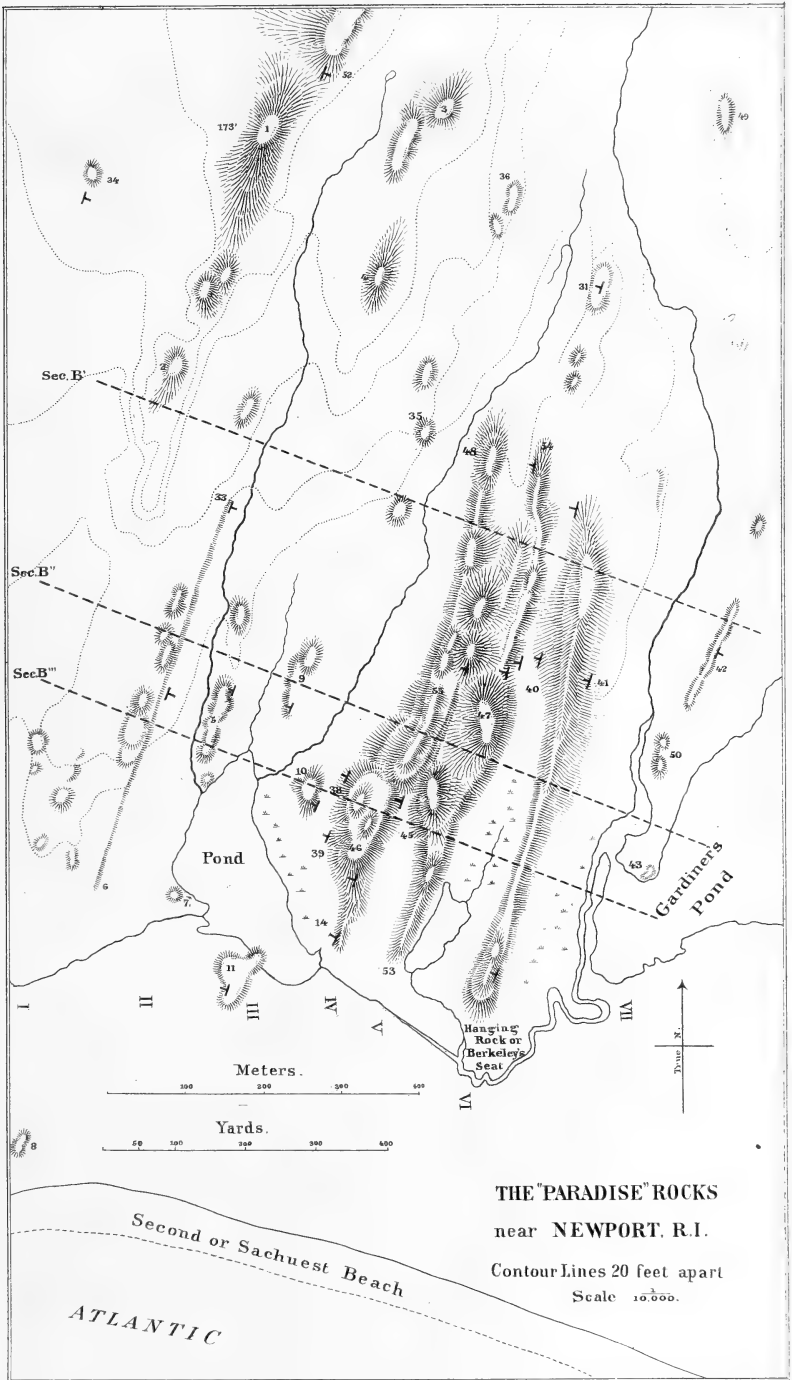 52
173'
1
3
49
34
36
4
31
2
Sec. B'
35
48
54
33
Sec. B''
Sec. B'''
9
55
40
41
42
5
47
50
10
38
39
46
45
43
Pond
6
7.
14
53
11
Gardiner's
Pond
I
II
III
IV
V
VI
VII
Hanging
Rock or
Berkeley's
Seat
True N.
Meters.
100 200 300 400
Yards.
50 100 200 300 400
8
THE "PARADISE" ROCKS
near NEWPORT, R.I.
Contour Lines 20 feet apart
Scale 1/10,000.
Second or Sachuest Beach
ATLANTIC